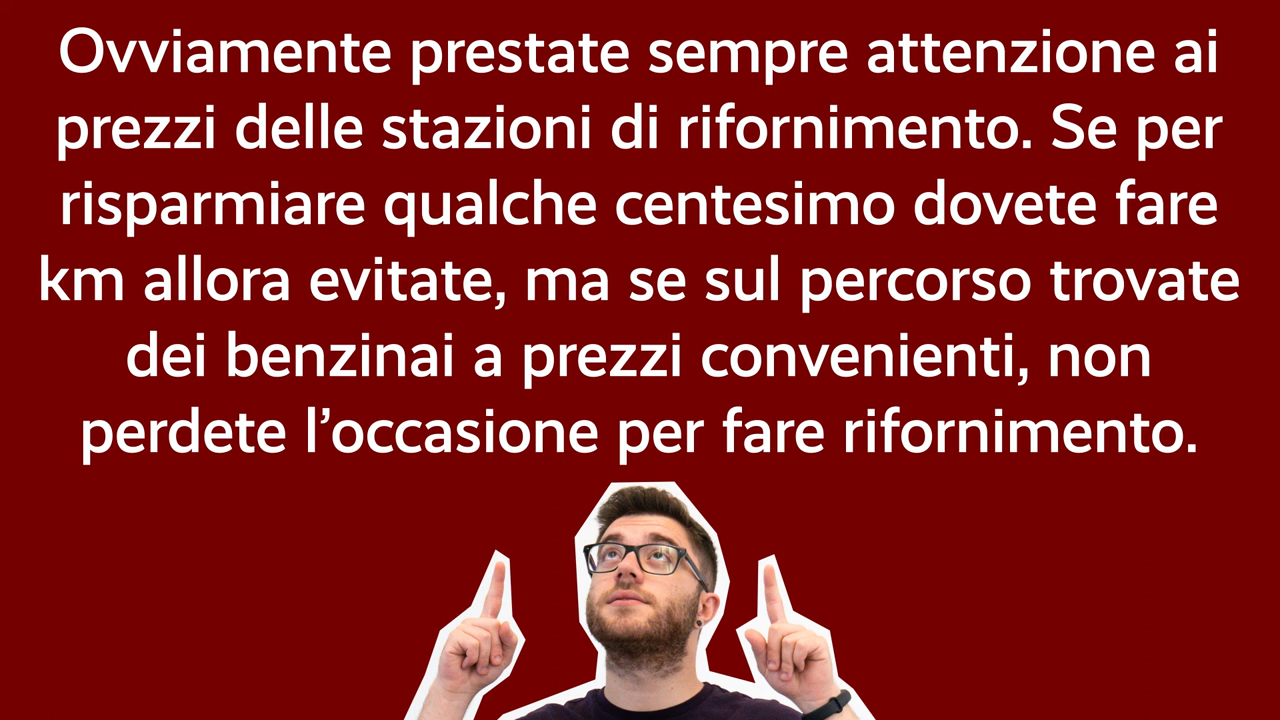 Ovviamente prestate sempre attenzione ai
prezzi delle stazioni di rifornimento. Se per
risparmiare qualche centesimo dovete fare
km allora evitate, ma se sul percorso trovate
dei benzinai a prezzi convenienti, non
perdete l’occasione per fare rifornimento.